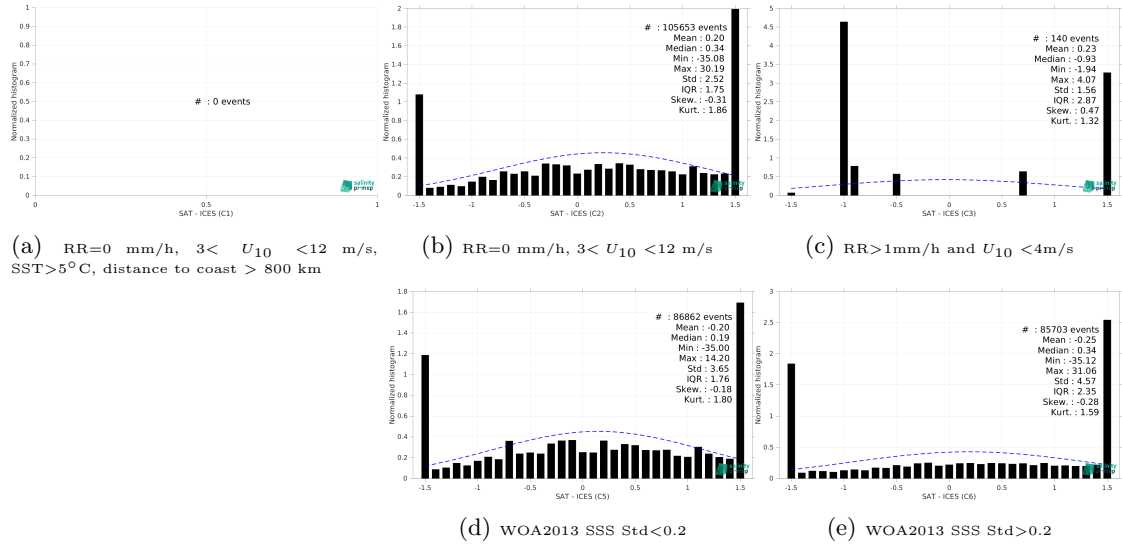 1
0.9
0.8
0.7
0.6
0.5
0.4
0.3
0.2
0.1
0
Normalized histogram
# : 0 events
salinity
pi-mep
0 0.5 1
SAT - ICES (C1)
(a) RR=0 mm/h, 3< U10 <12 m/s,
SST>5°C, distance to coast > 800 km
2
1.8
1.6
1.4
1.2
1
0.8
0.6
0.4
0.2
0
Normalized histogram
# : 105653 events
Mean : 0.20
Median : 0.34
Min : -35.08
Max : 30.19
Std : 2.52
IQR : 1.75
Skew. : -0.31
Kurt. : 1.86
-1.5 -1 -0.5 0 0.5 1 1.5
SAT - ICES (C2)
(b) RR=0 mm/h, 3< U10 <12 m/s
5
4.5
4
3.5
3
2.5
2
1.5
1
0.5
0
Normalized histogram
# : 140 events
Mean : 0.23
Median : -0.93
Min : -1.94
Max : 4.07
Std : 1.56
IQR : 2.87
Skew. : 0.47
Kurt. : 1.32
-1.5 -1 -0.5 0 0.5 1 1.5
SAT - ICES (C3)
(c) RR>1mm/h and U10 <4m/s
1.8
1.6
1.4
1.2
1
0.8
0.6
0.4
0.2
0
Normalized histogram
# : 86862 events
Mean : -0.20
Median : 0.19
Min : -35.00
Max : 14.20
Std : 3.65
IQR : 1.76
Skew. : -0.18
Kurt. : 1.80
-1.5 -1 -0.5 0 0.5 1 1.5
SAT - ICES (C5)
(d) WOA2013 SSS Std<0.2
3
2.5
2
1.5
1
0.5
0
Normalized histogram
# : 85703 events
Mean : -0.25
Median : 0.34
Min : -35.12
Max : 31.06
Std : 4.57
IQR : 2.35
Skew. : -0.28
Kurt. : 1.59
-1.5 -1 -0.5 0 0.5 1 1.5
SAT - ICES (C6)
(e) WOA2013 SSS Std>0.2